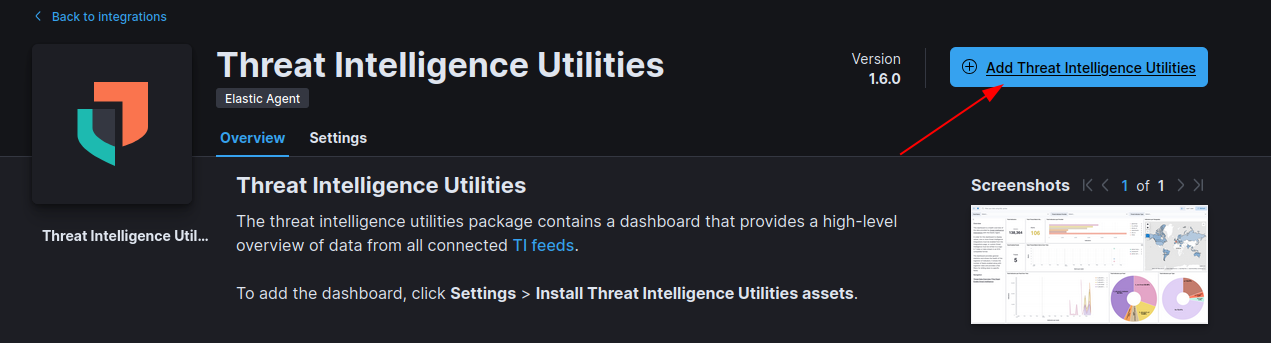 Back to integrations
Threat Intelligence Utilities
Elastic Agent
Version
1.6.0
Add Threat Intelligence Utilities
Overview
Settings
Threat Intelligence Util...
Threat Intelligence Utilities
The threat intelligence utilities package contains a dashboard that provides a high-level
overview of data from all connected TI feeds.
To add the dashboard, click Settings > Install Threat Intelligence Utilities assets.
Screenshots
1 of 1